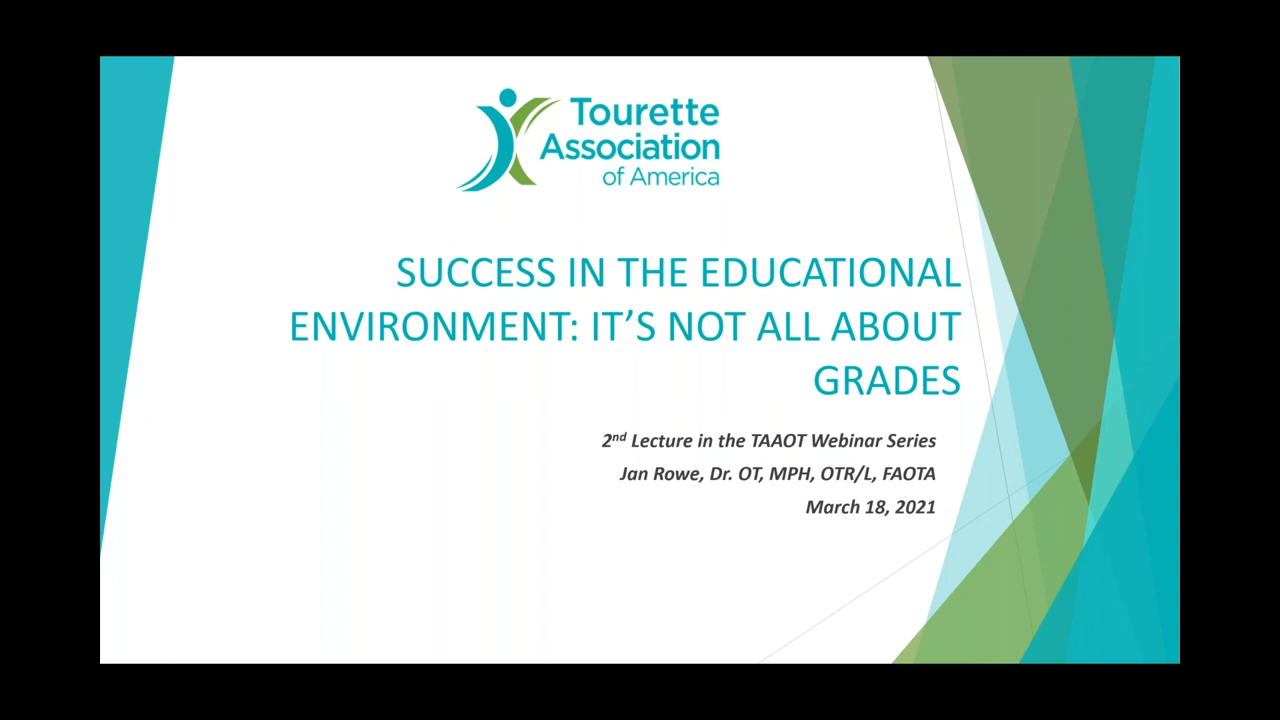 Tourette
Association
of America
SUCCESS IN THE EDUCATIONAL
ENVIRONMENT: IT’S NOT ALL ABOUT
GRADES
2nd Lecture in the TAAOT Webinar Series
Jan Rowe, Dr. OT, MPH, OTR/L, FAOTA
March 18, 2021